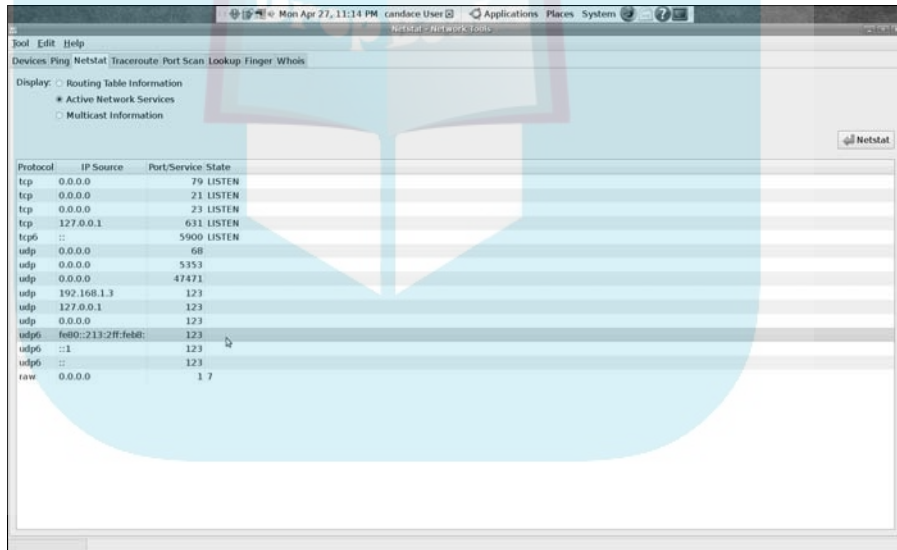 Mon Apr 27, 11:14 PM candace User Applications Places System
Netstat - Network Tools
Tool Edit Help
Devices Ping Netstat Traceroute Port Scan Lookup Finger Whois
Display: Routing Table Information
Active Network Services
Multicast Information
Netstat
Protocol IP Source Port/Service State
tcp 0.0.0.0 79 LISTEN
tcp 0.0.0.0 21 LISTEN
tcp 0.0.0.0 23 LISTEN
tcp 127.0.0.1 631 LISTEN
tcp6 :: 5900 LISTEN
udp 0.0.0.0 68
udp 0.0.0.0 5353
udp 0.0.0.0 47471
udp 192.168.1.3 123
udp 127.0.0.1 123
udp 0.0.0.0 123
udp6 fe80::213:2ff:feb8: 123
udp6 ::1 123
udp6 :: 123
raw 0.0.0.0 1 7